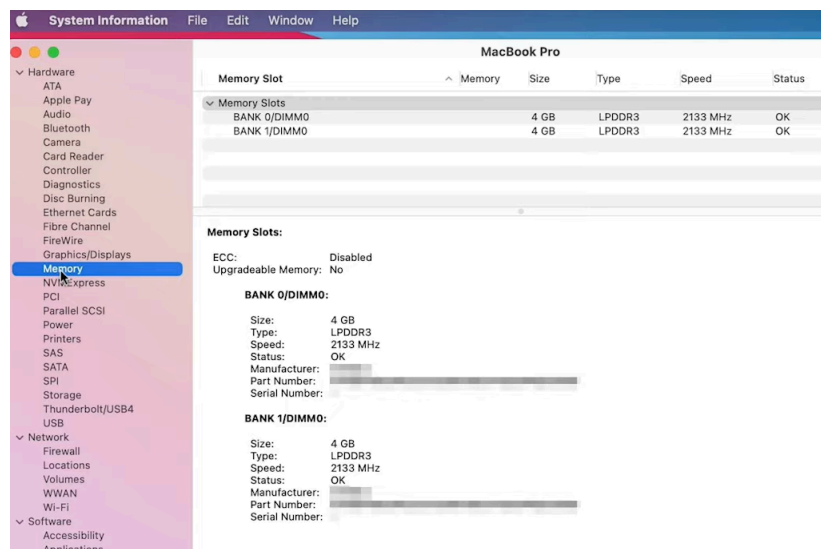 System Information File Edit Window Help
MacBook Pro
Memory Slot Memory Size Type Speed Status
Memory Slots
BANK 0/DIMM0 4 GB LPDDR3 2133 MHz OK
BANK 1/DIMM0 4 GB LPDDR3 2133 MHz OK
Hardware
ATA
Apple Pay
Audio
Bluetooth
Camera
Card Reader
Controller
Diagnostics
Disc Burning
Ethernet Cards
Fibre Channel
FireWire
Graphics/Displays
Memory
NVMExpress
PCI
Parallel SCSI
Power
Printers
SAS
SATA
SPI
Storage
Thunderbolt/USB4
USB
Network
Firewall
Locations
Volumes
WWAN
Wi-Fi
Software
Accessibility
Applications
Memory Slots:
ECC: Disabled
Upgradeable Memory: No
BANK 0/DIMM0:
Size: 4 GB
Type: LPDDR3
Speed: 2133 MHz
Status: OK
Manufacturer:
Part Number:
Serial Number:
BANK 1/DIMM0:
Size: 4 GB
Type: LPDDR3
Speed: 2133 MHz
Status: OK
Manufacturer:
Part Number:
Serial Number: